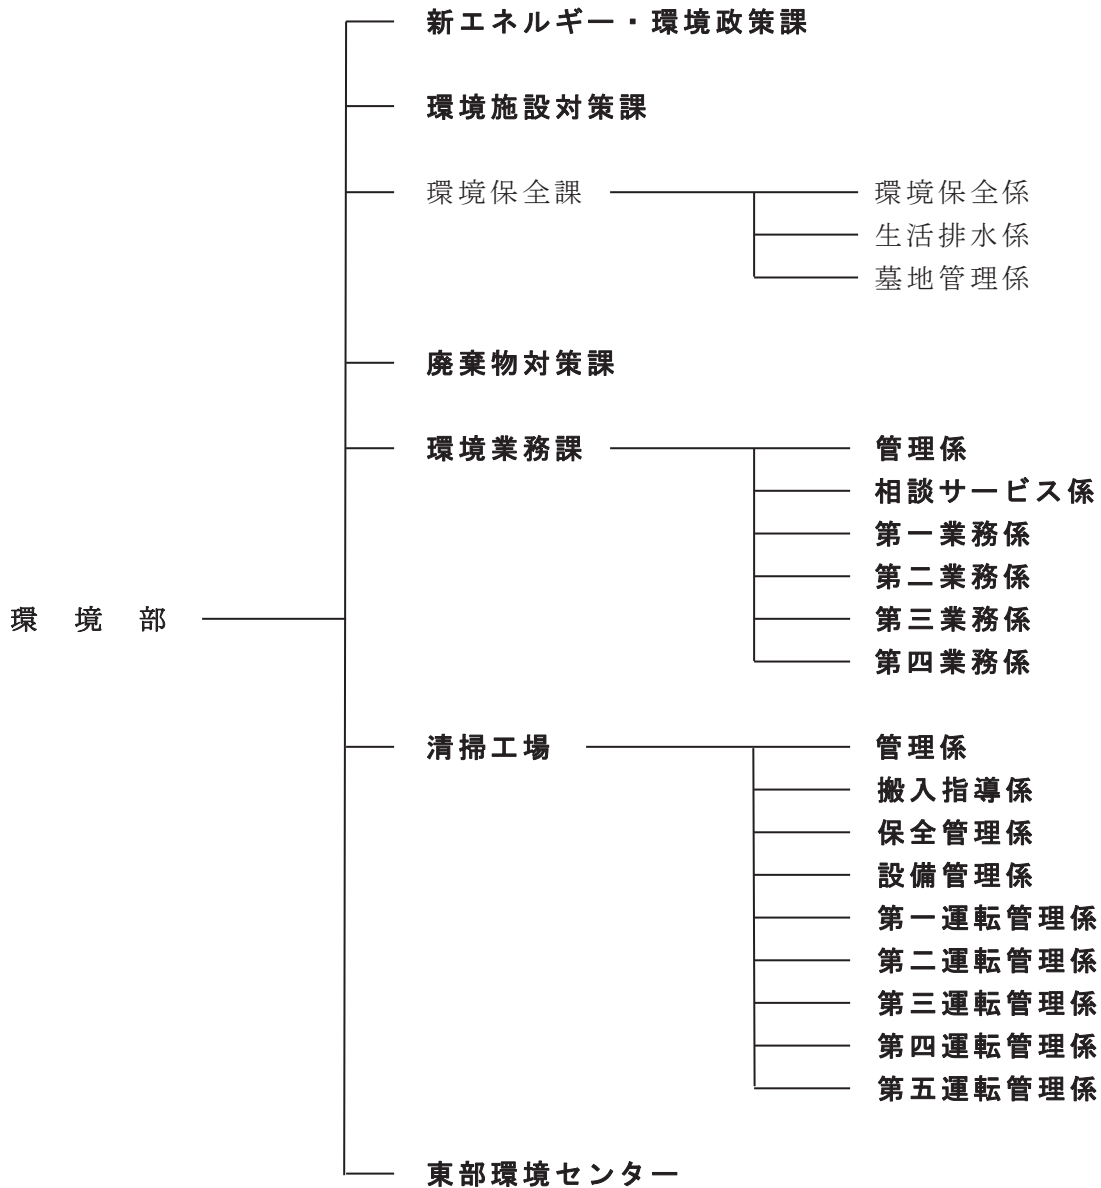 新エネルギー・環境政策課
環境施設対策課
環境保全課 環境保全係
生活排水係
墓地管理係
廃棄物対策課
環境業務課 管理係
相談サービス係
第一業務係
第二業務係
環境部 第三業務係
第四業務係
清掃工場 管理係
搬入指導係
保全管理係
設備管理係
第一運転管理係
第二運転管理係
第三運転管理係
第四運転管理係
第五運転管理係
東部環境センター